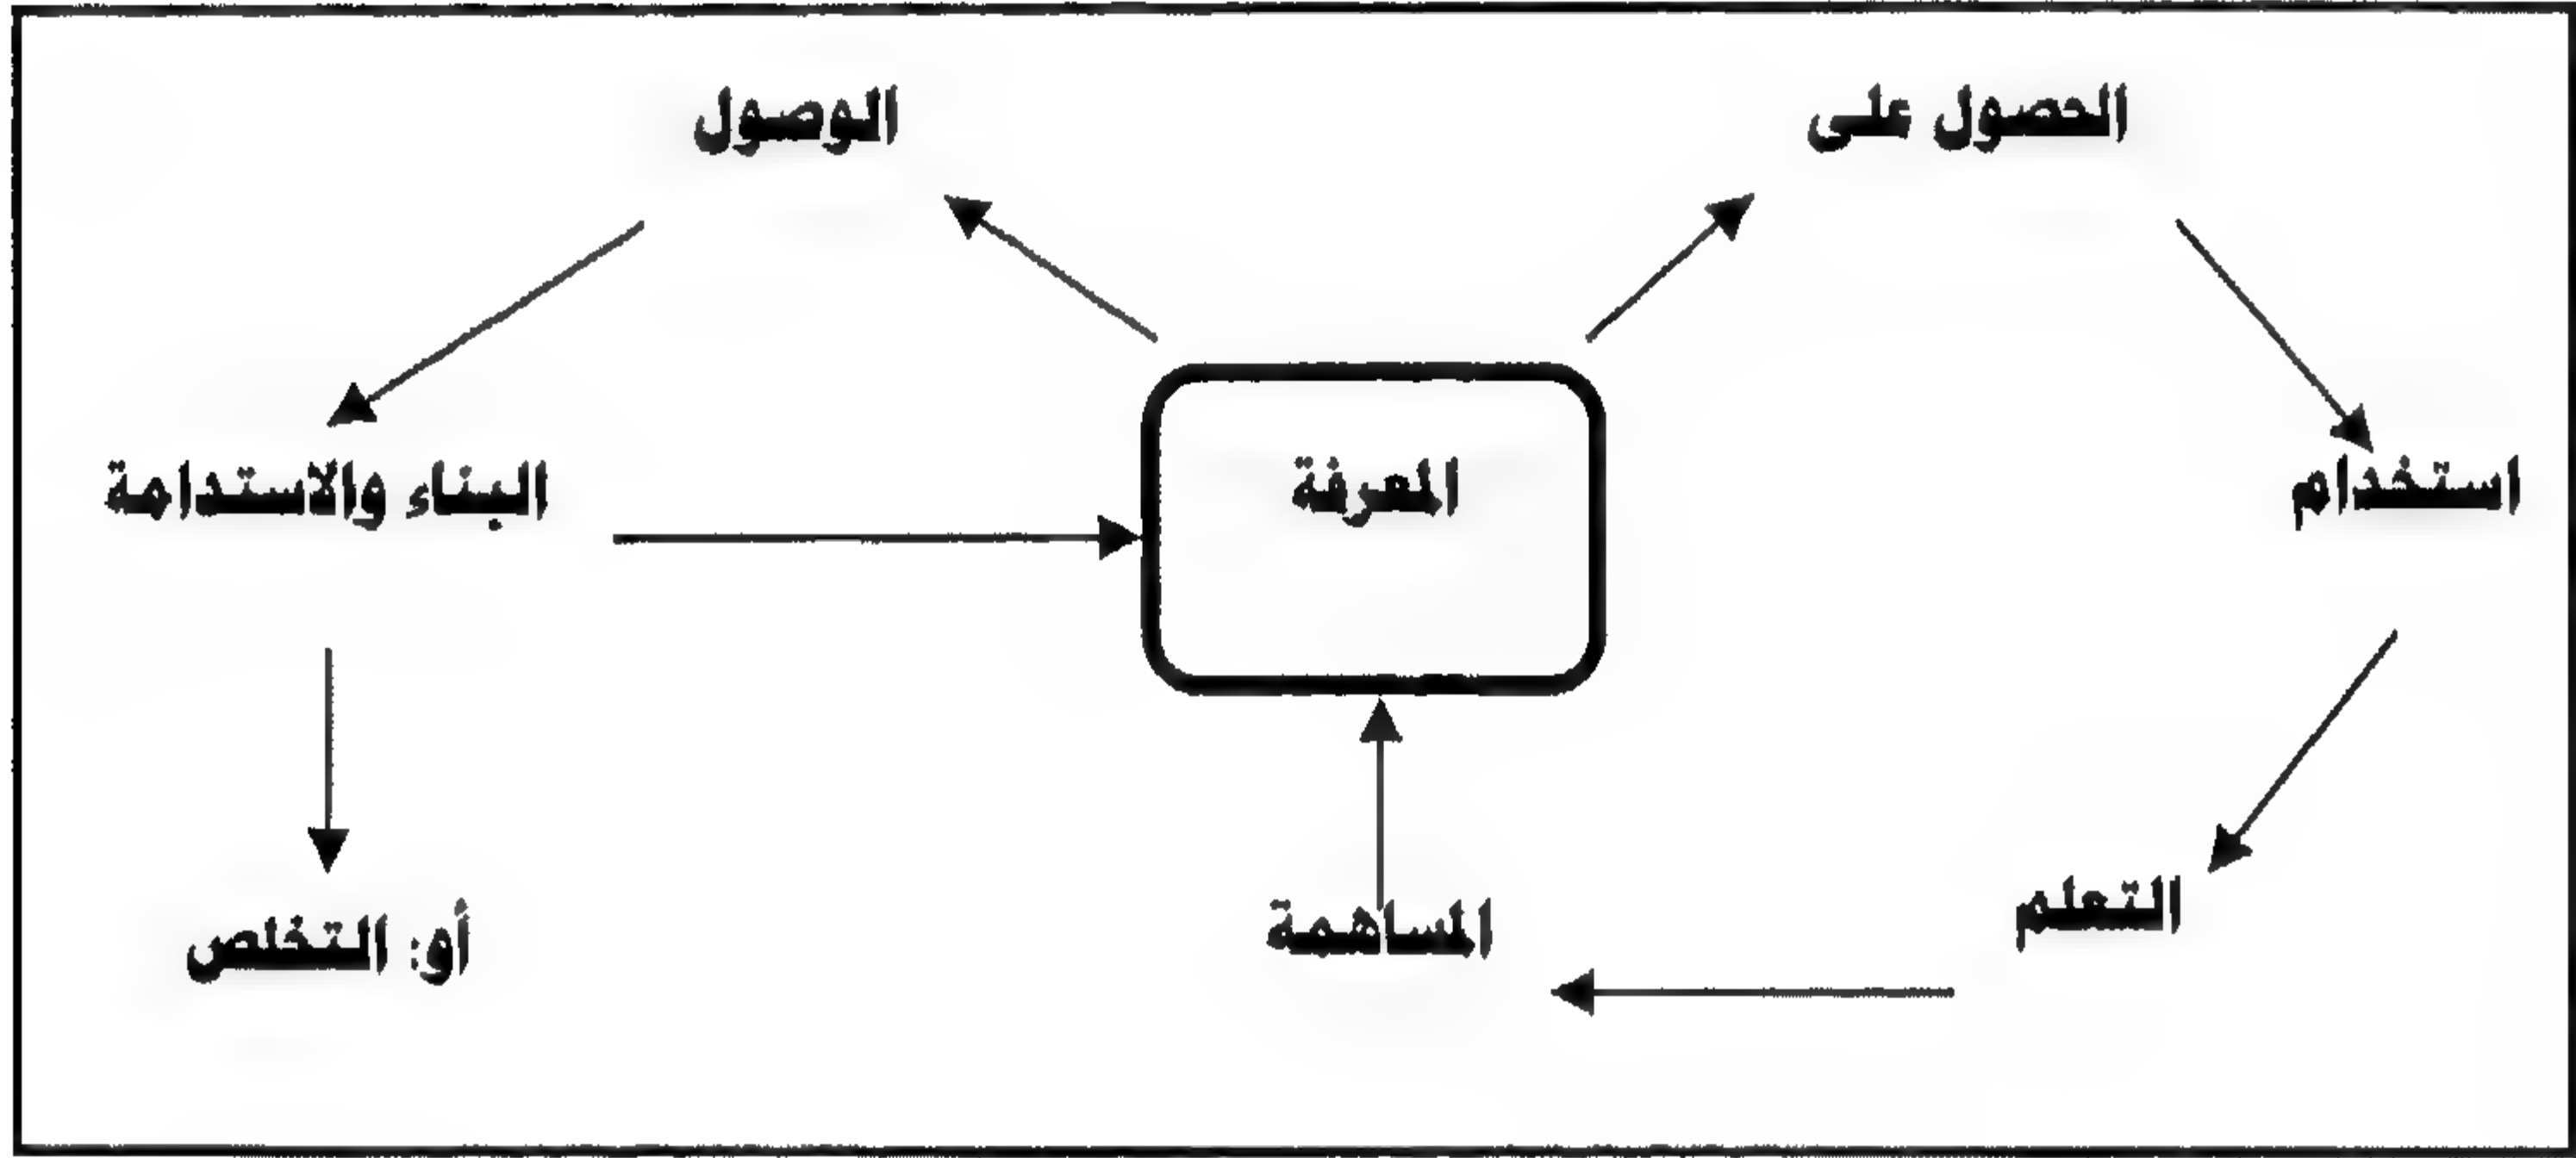 الحصول على
الوصول
استخدام
المعرفة
البناء والاستدامة
التعلم
المساهمة
أو: التخلص